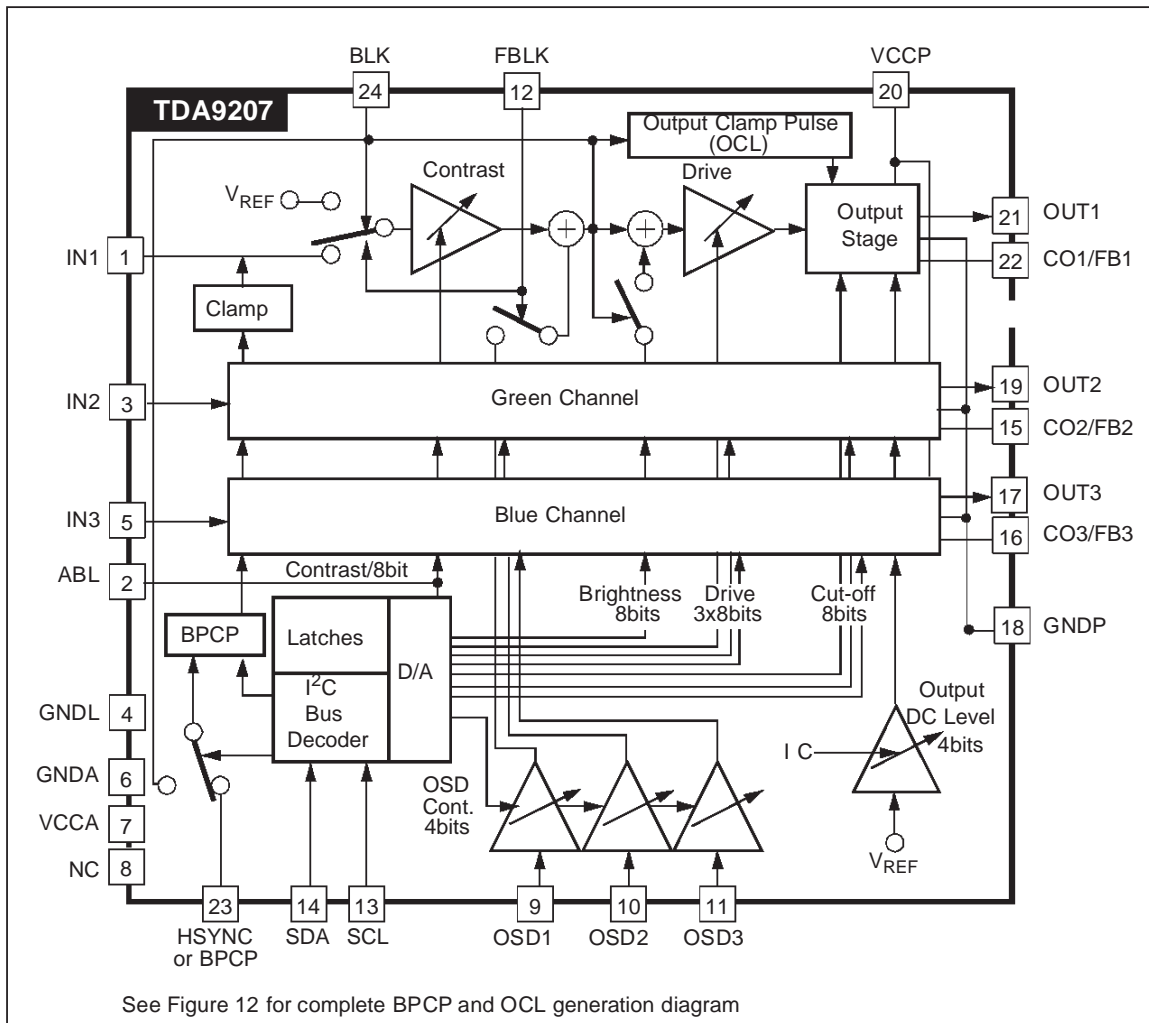 BLK
FBLK
VCCP
24
12
20
TDA9207
Output Clamp Pulse
(OCL)
Contrast
Drive
VREF
Output
Stage
21
OUT1
IN1
1
22
CO1/FB1
Clamp
IN2
3
Green Channel
19
OUT2
15
CO2/FB2
IN3
5
Blue Channel
17
OUT3
16
CO3/FB3
ABL
2
Contrast/8bit
Brightness
8bits
Drive
3x8bits
Cut-off
8bits
18
GNDP
BPCP
Latches
D/A
I2C
Bus
Decoder
GNDL
4
Output
DC Level
4bits
I C
GNDA
6
OSD
Cont.
4bits
VCCA
7
VREF
NC
8
23
14
13
9
10
11
HSYNC
or BPCP
SDA
SCL
OSD1
OSD2
OSD3
See Figure 12 for complete BPCP and OCL generation diagram